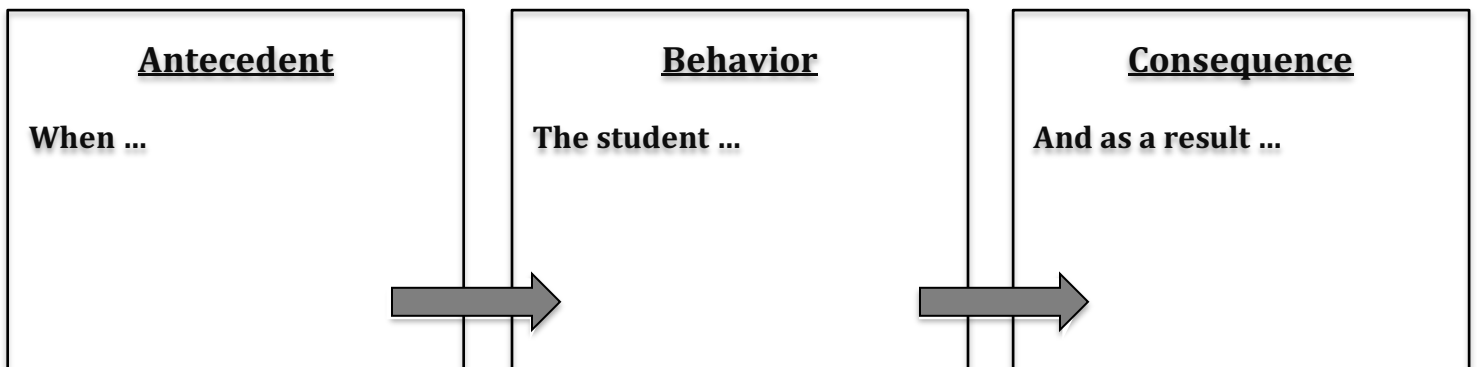 Antecedent
When ...
Behavior
The student ...
Consequence
And as a result ...